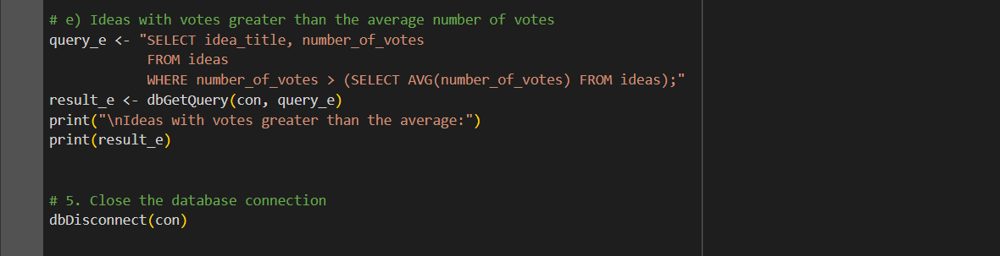 # e) Ideas with votes greater than the average number of votes
query_e <- "SELECT idea_title, number_of_votes
            FROM ideas
            WHERE number_of_votes > (SELECT AVG(number_of_votes) FROM ideas);"
result_e <- dbGetQuery(con, query_e)
print("\nIdeas with votes greater than the average:")
print(result_e)
# 5. Close the database connection
dbDisconnect(con)